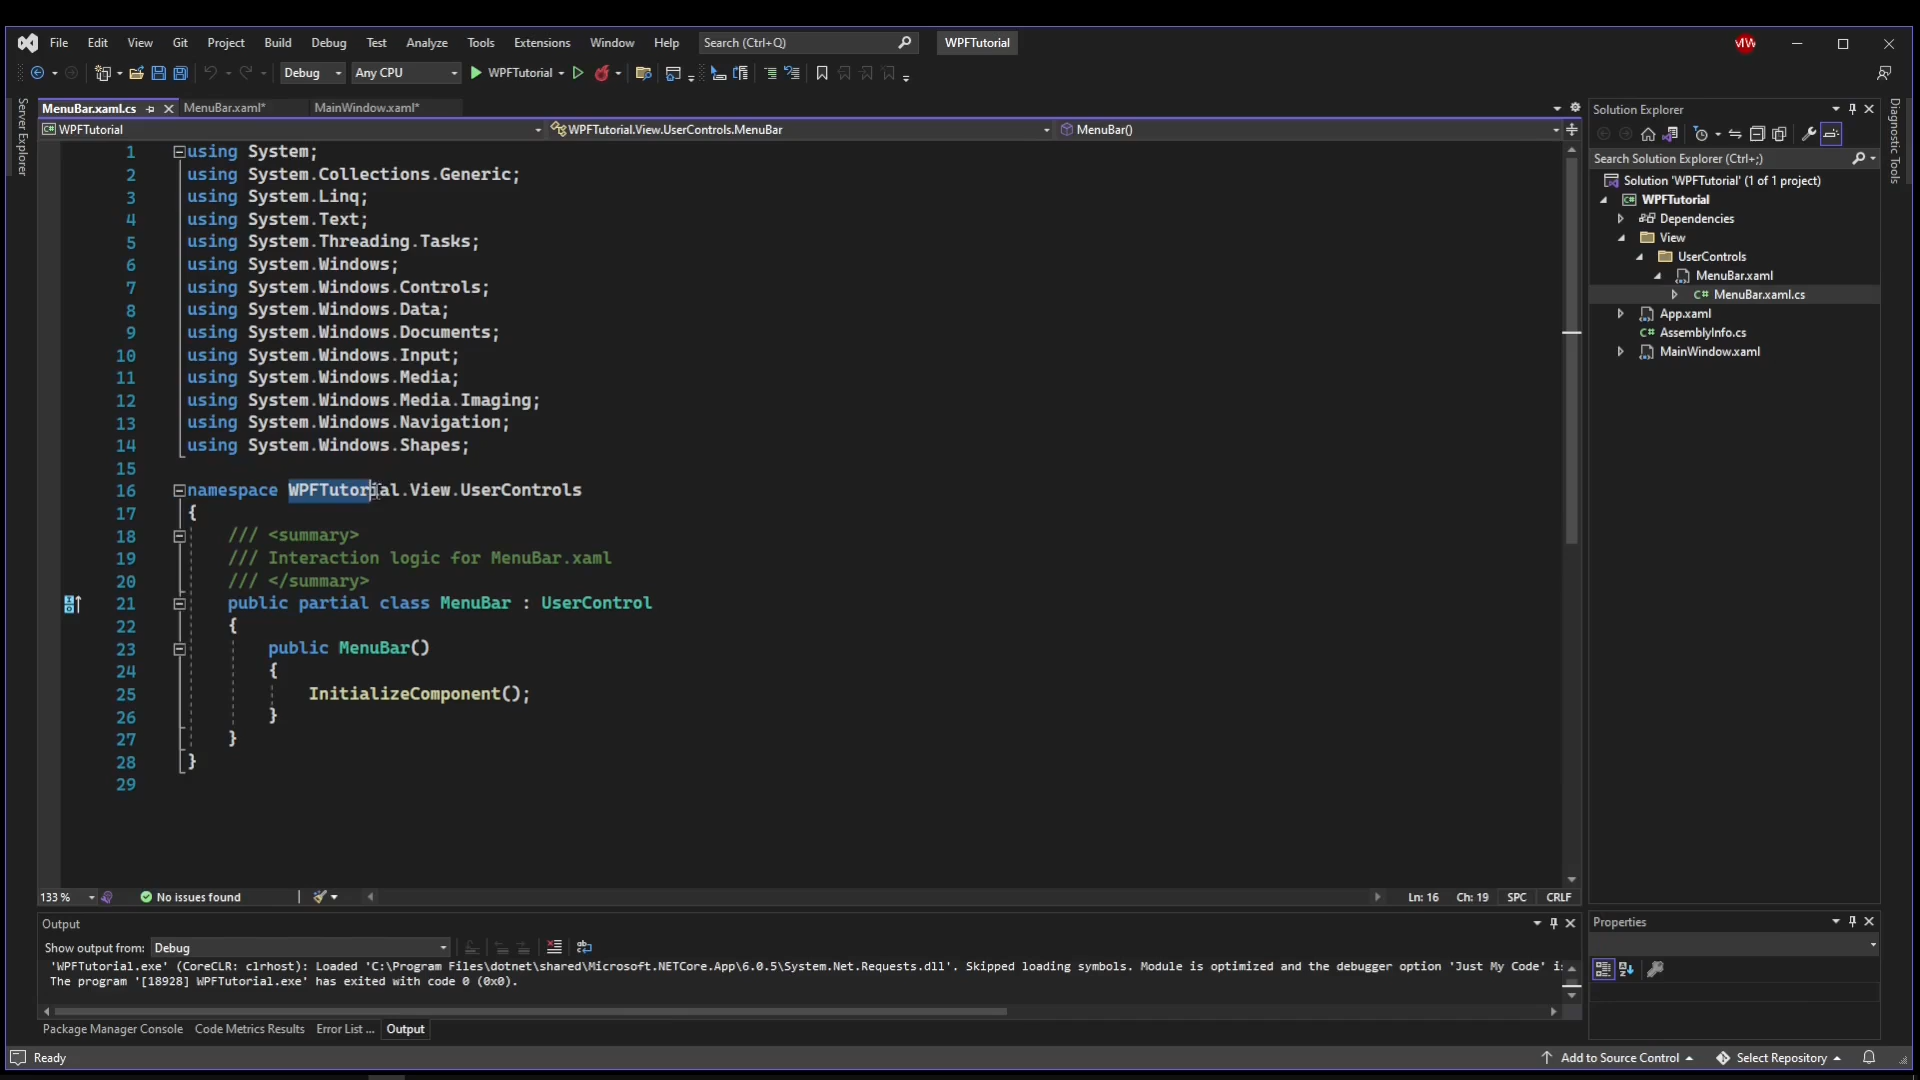 File Edit View Git Project Build Debug Test Analyze Tools Extensions Window Help Search (Ctrl+Q) WPFTutorial MW
Debug Any CPU WPFTutorial
Server Explorer
MenuBar.xaml.cs MenuBar.xaml* MainWindow.xaml*
WPFTutorial WPFTutorial.View.UserControls.MenuBar MenuBar()
1 using System;
2 using System.Collections.Generic;
3 using System.Linq;
4 using System.Text;
5 using System.Threading.Tasks;
6 using System.Windows;
7 using System.Windows.Controls;
8 using System.Windows.Data;
9 using System.Windows.Documents;
10 using System.Windows.Input;
11 using System.Windows.Media;
12 using System.Windows.Media.Imaging;
13 using System.Windows.Navigation;
14 using System.Windows.Shapes;
15
16 namespace WPFTutorial.View.UserControls
17 {
18 /// <summary>
19 /// Interaction logic for MenuBar.xaml
20 /// </summary>
21 public partial class MenuBar : UserControl
22 {
23 public MenuBar()
24 {
25 InitializeComponent();
26 }
27 }
28 }
29
133 % No issues found Ln: 16 Ch: 19 SPC CRLF
Output
Show output from: Debug
'WPFTutorial.exe' (CoreCLR: clrhost): Loaded 'C:\Program Files\dotnet\shared\Microsoft.NETCore.App\6.0.5\System.Net.Requests.dll'. Skipped loading symbols. Module is optimized and the debugger option 'Just My Code' i
The program '[18928] WPFTutorial.exe' has exited with code 0 (0x0).
Package Manager Console Code Metrics Results Error List ... Output
Solution Explorer
Search Solution Explorer (Ctrl+;)
Solution 'WPFTutorial' (1 of 1 project)
WPFTutorial
Dependencies
View
UserControls
MenuBar.xaml
C# MenuBar.xaml.cs
App.xaml
C# AssemblyInfo.cs
MainWindow.xaml
Diagnostic Tools
Properties
Ready Add to Source Control Select Repository